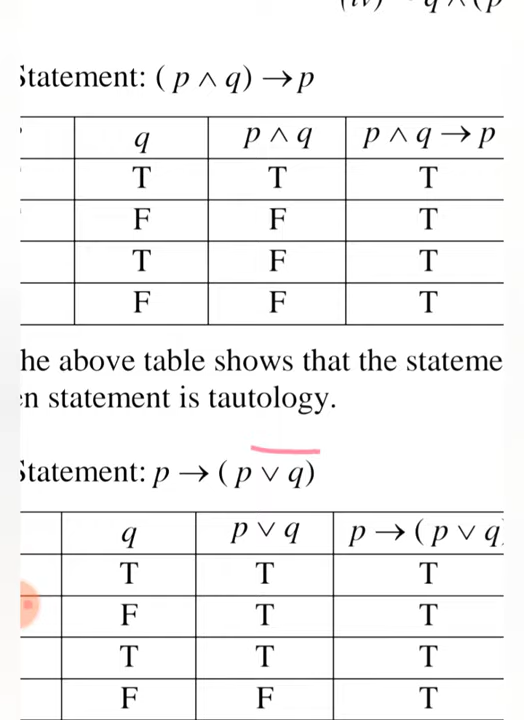 Statement: ( p ∧ q) → p
q p ∧ q p ∧ q → p
T T T
F F T
T F T
F F T
he above table shows that the stateme
n statement is tautology.
Statement: p → ( p ∨ q)
q p ∨ q p → ( p ∨ q
T T T
F T T
T T T
F F T